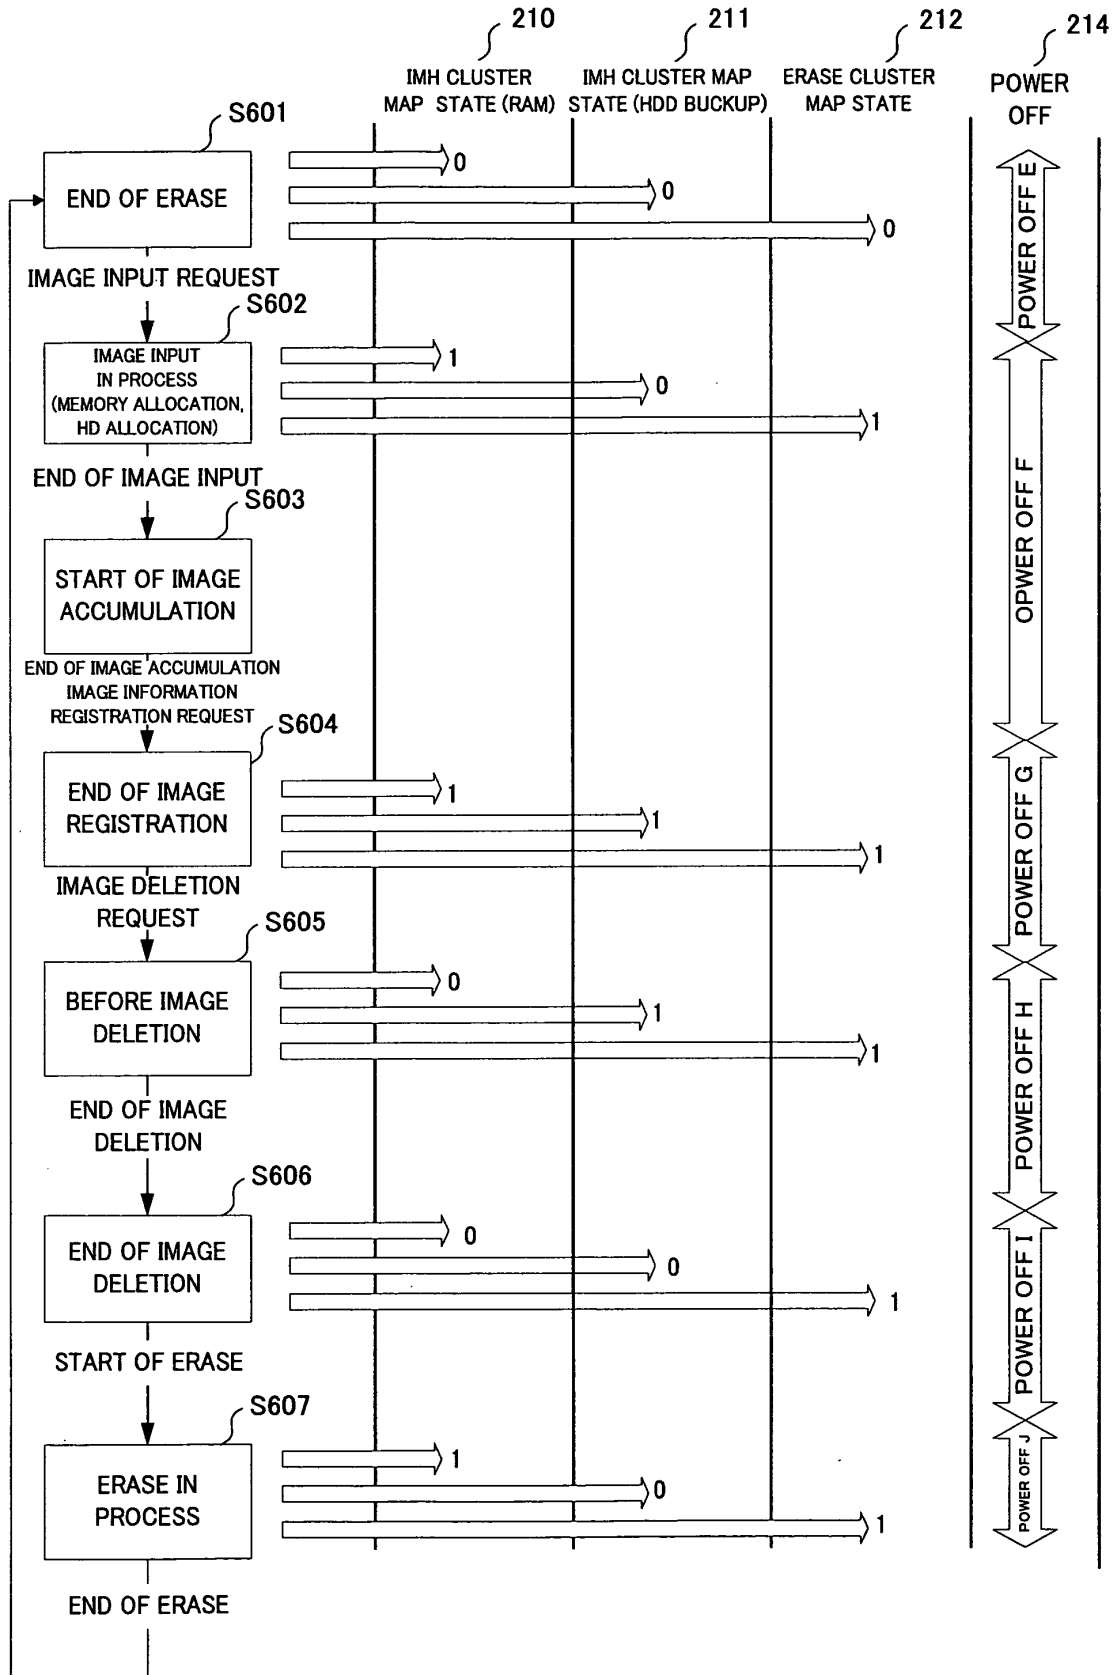 210
211
212
214
IMH CLUSTER
MAP STATE (RAM)
IMH CLUSTER MAP
STATE (HDD BUCKUP)
ERASE CLUSTER
MAP STATE
POWER
OFF
S601
END OF ERASE
0
0
0
POWER OFF E
IMAGE INPUT REQUEST
S602
IMAGE INPUT
IN PROCESS
(MEMORY ALLOCATION,
HD ALLOCATION)
1
0
1
OPWER OFF F
END OF IMAGE INPUT
S603
START OF IMAGE
ACCUMULATION
END OF IMAGE ACCUMULATION
IMAGE INFORMATION
REGISTRATION REQUEST
S604
END OF IMAGE
REGISTRATION
1
1
1
POWER OFF G
IMAGE DELETION
REQUEST
S605
BEFORE IMAGE
DELETION
0
1
1
POWER OFF H
END OF IMAGE
DELETION
S606
END OF IMAGE
DELETION
0
0
1
POWER OFF I
START OF ERASE
S607
ERASE IN
PROCESS
1
0
1
POWER OFF J
END OF ERASE